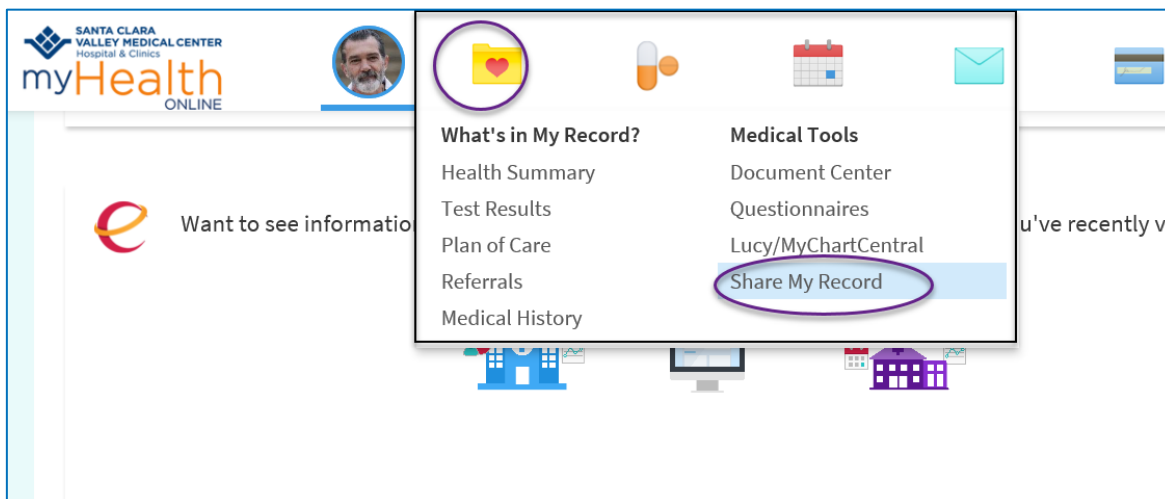 SANTA CLARA
VALLEY MEDICAL CENTER
Hospital & Clinics
myHealth
ONLINE
What's in My Record?
Health Summary
Test Results
Plan of Care
Referrals
Medical History
Medical Tools
Document Center
Questionnaires
Lucy/MyChartCentral
Share My Record
Want to see informatio
u've recently v